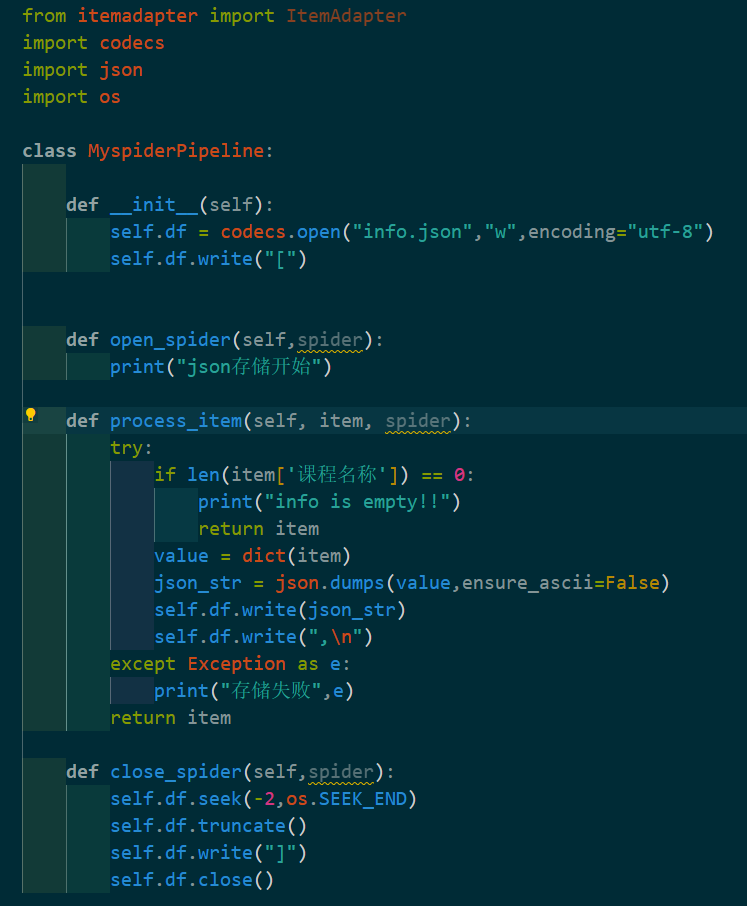 from itemadapter import ItemAdapter
import codecs
import json
import os
class MyspiderPipeline:
    def __init__(self):
        self.df = codecs.open("info.json","w",encoding="utf-8")
        self.df.write("[")
    def open_spider(self,spider):
        print("json存储开始")
    def process_item(self, item, spider):
        try:
            if len(item['课程名称']) == 0:
                print("info is empty!!")
                return item
            value = dict(item)
            json_str = json.dumps(value,ensure_ascii=False)
            self.df.write(json_str)
            self.df.write(",\n")
        except Exception as e:
            print("存储失败",e)
        return item
    def close_spider(self,spider):
        self.df.seek(-2,os.SEEK_END)
        self.df.truncate()
        self.df.write("]")
        self.df.close()